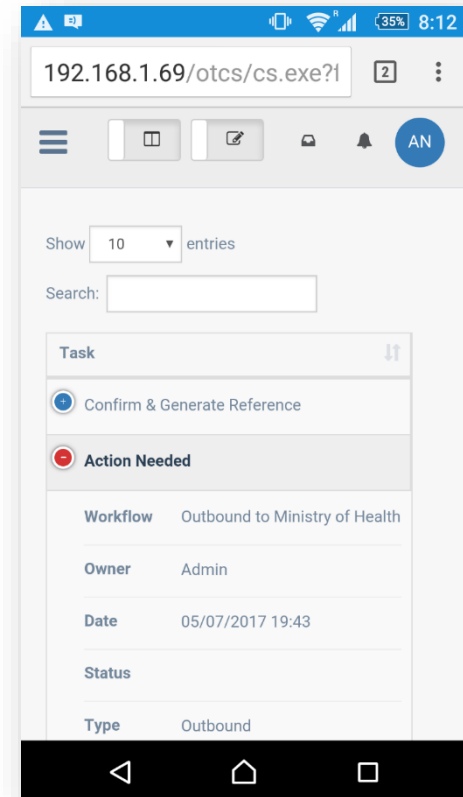 35% 8:12
192.168.1.69/otcs/cs.exe?1 2
AN
Show 10 entries
Search:
Task
Confirm & Generate Reference
Action Needed
Workflow Outbound to Ministry of Health
Owner Admin
Date 05/07/2017 19:43
Status
Type Outbound